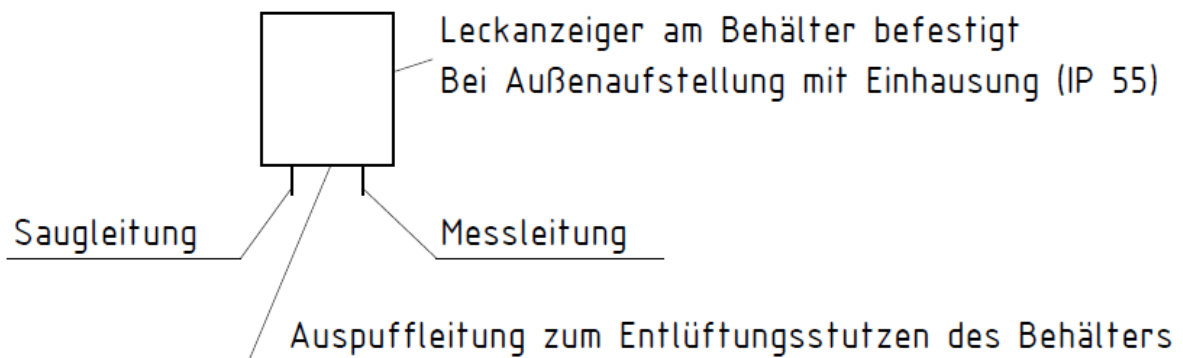 Leckanzeiger am Behälter befestigt
Bei Außenaufstellung mit Einhausung (IP 55)
Saugleitung
Messleitung
Auspuffleitung zum Entlüftungsstutzen des Behälters